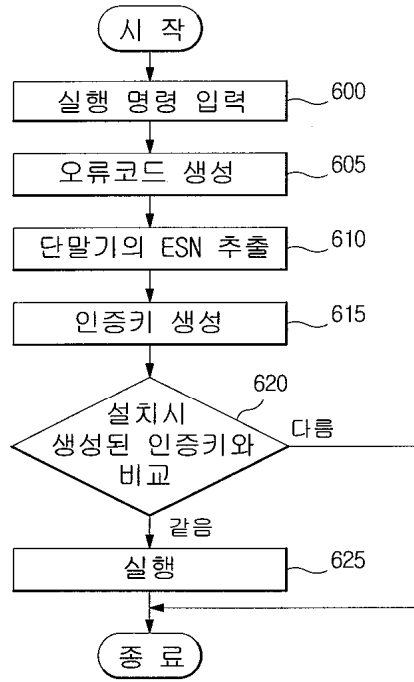 시 작
실행 명령 입력
600
오류코드 생성
605
단말기의 ESN 추출
610
인증키 생성
615
620
설치시
생성된 인증키와
비교
다름
같음
실행
625
종 료